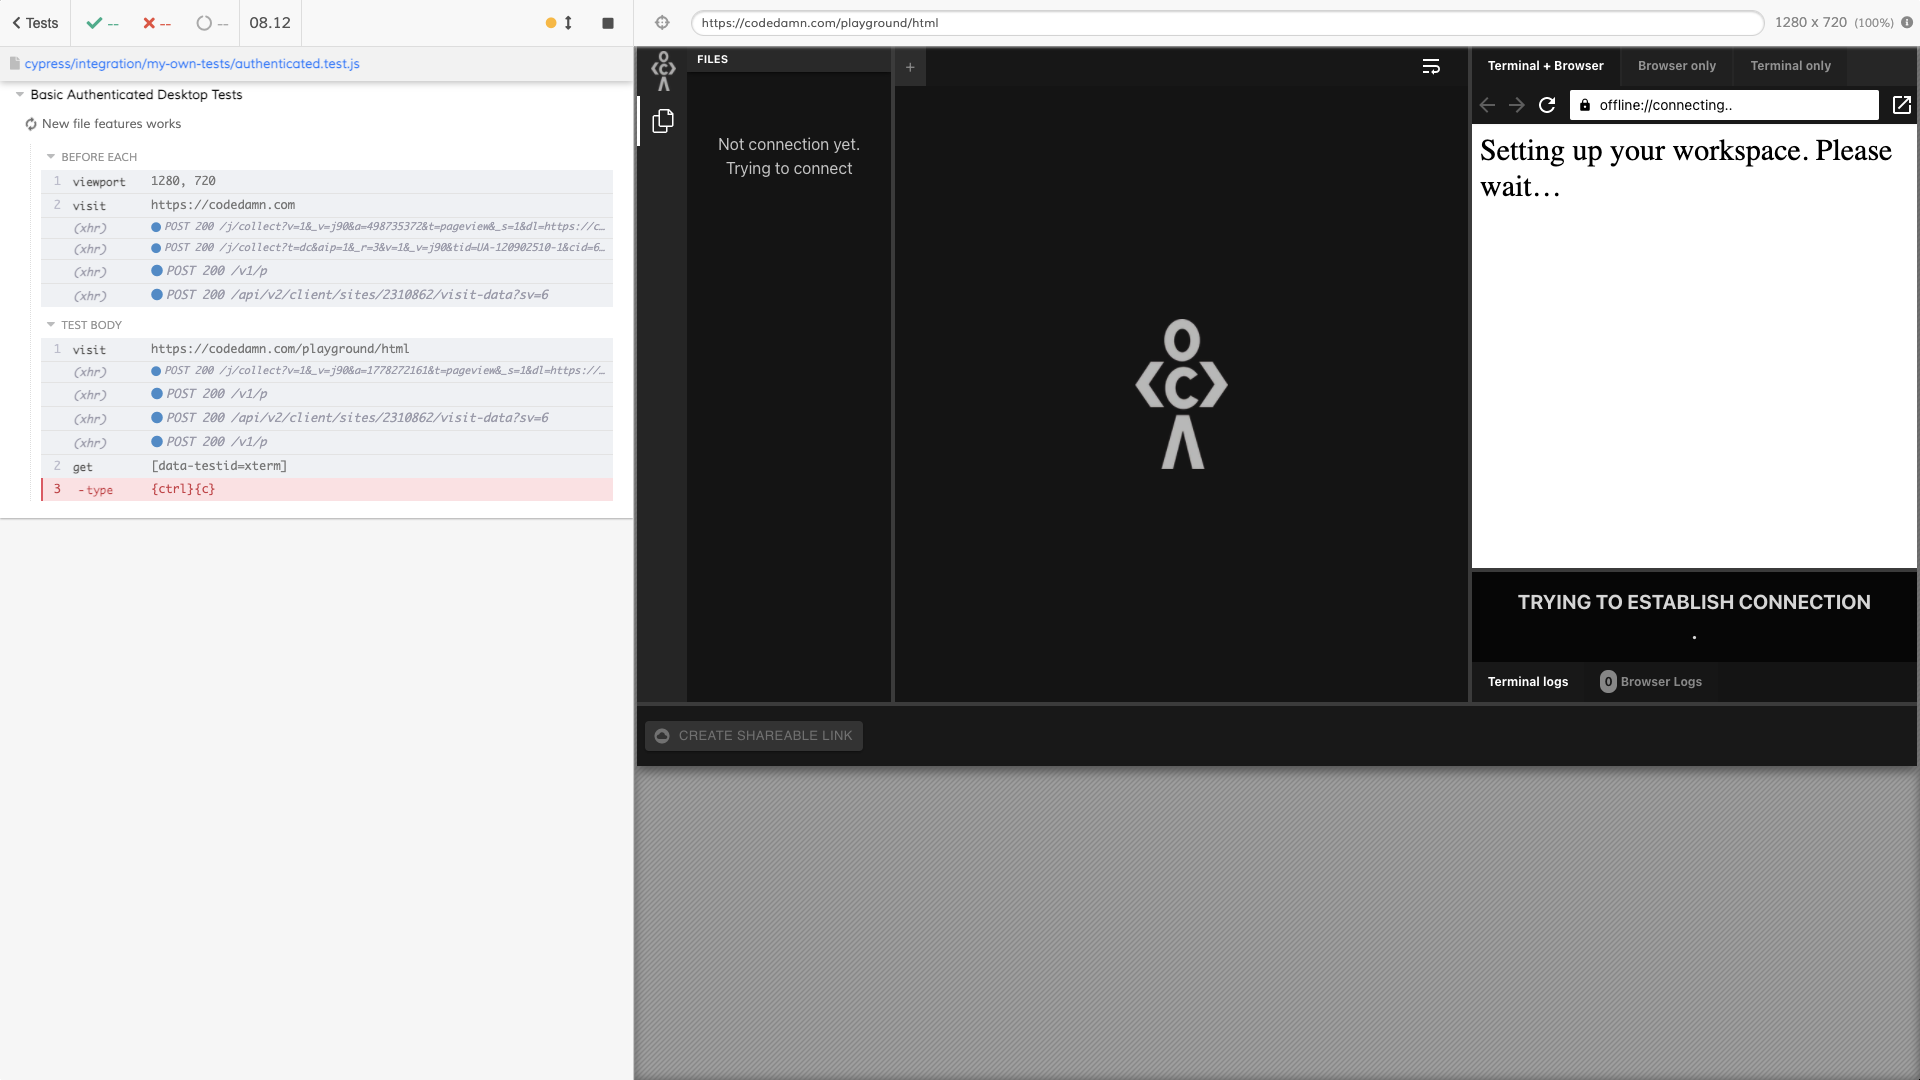 Tests
--
--
--
08.12
https://codedamn.com/playground/html
1280 x 720 (100%)
cypress/integration/my-own-tests/authenticated.test.js
Basic Authenticated Desktop Tests
New file features works
BEFORE EACH
1 viewport 1280, 720
2 visit https://codedamn.com
(xhr) POST 200 /j/collect?v=1&_v=j90&a=498735372&t=pageview&_s=1&dl=https://c…
(xhr) POST 200 /j/collect?t=dc&aip=1&_r=3&v=1&_v=j90&tid=UA-120902510-1&cid=6…
(xhr) POST 200 /v1/p
(xhr) POST 200 /api/v2/client/sites/2310862/visit-data?sv=6
TEST BODY
1 visit https://codedamn.com/playground/html
(xhr) POST 200 /j/collect?v=1&_v=j90&a=1778272161&t=pageview&_s=1&dl=https://…
(xhr) POST 200 /v1/p
(xhr) POST 200 /api/v2/client/sites/2310862/visit-data?sv=6
(xhr) POST 200 /v1/p
2 get [data-testid=xterm]
3 -type {ctrl}{c}
FILES
Not connection yet.
Trying to connect
+
Terminal + Browser
Browser only
Terminal only
offline://connecting..
Setting up your workspace. Please
wait…
TRYING TO ESTABLISH CONNECTION
.
Terminal logs
0 Browser Logs
CREATE SHAREABLE LINK